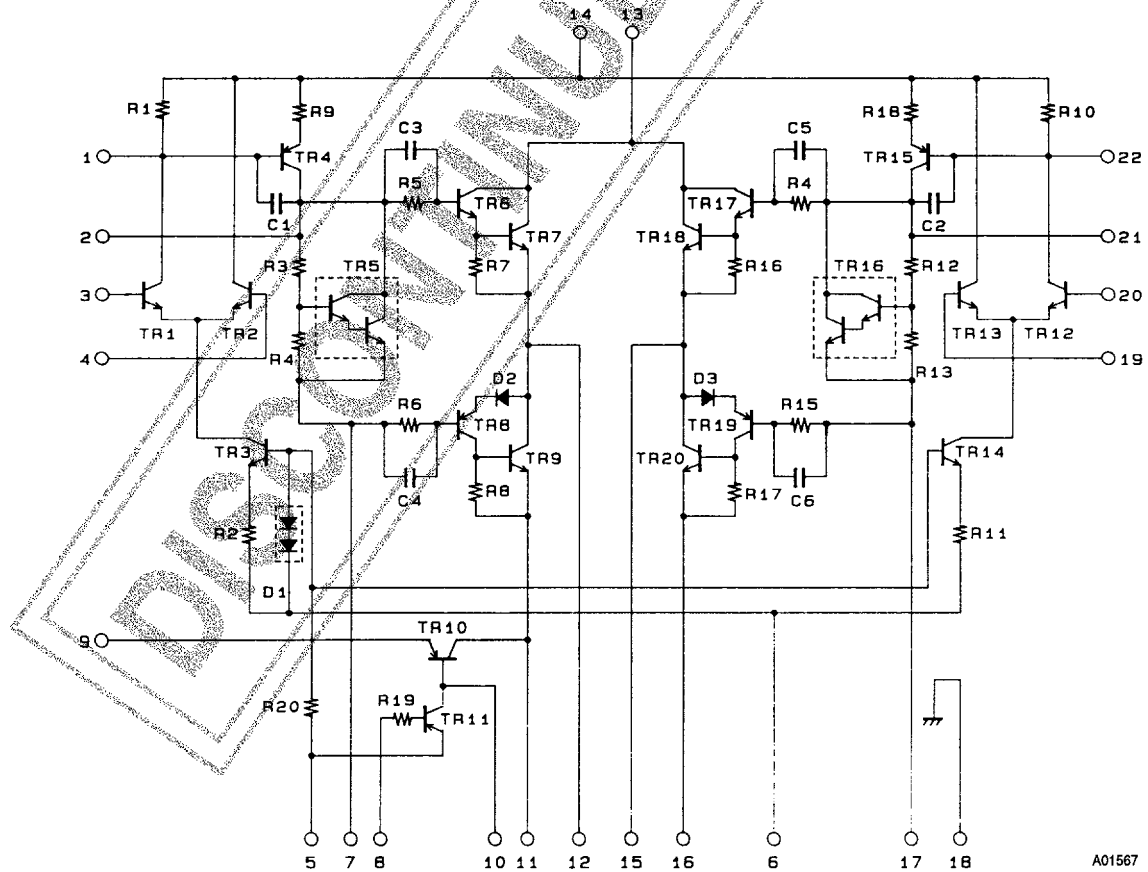 DISCONTINUE
14 13
R1
R9
R18
R10
C3
C5
1
TR4
TR15
22
R5
R4
TR6
TR17
C1
C2
2
TR7
TR18
21
R3
TR5
R7
R16
TR16
R12
3
20
TR1
TR2
TR13
TR12
4
R4
19
R13
D2
D3
R6
R15
TR8
TR19
TR3
TR9
TR20
TR14
C4
R8
R17
C6
R2
R11
D1
9
TR10
R20
R19
TR11
5 7 8 10 11 12 15 16 6 17 18
A01567